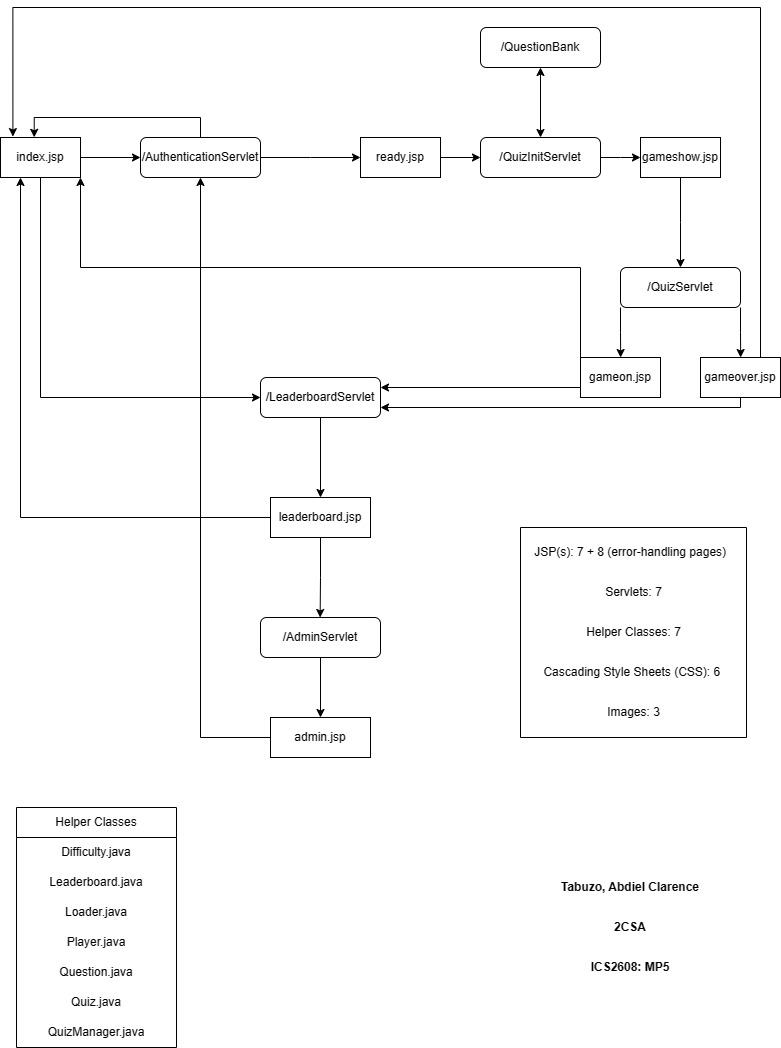 /QuestionBank
index.jsp
/AuthenticationServlet
ready.jsp
/QuizInitServlet
gameshow.jsp
/QuizServlet
gameon.jsp
gameover.jsp
/LeaderboardServlet
leaderboard.jsp
JSP(s): 7 + 8 (error-handling pages)
Servlets: 7
Helper Classes: 7
Cascading Style Sheets (CSS): 6
Images: 3
/AdminServlet
admin.jsp
Helper Classes
Difficulty.java
Leaderboard.java
Loader.java
Player.java
Question.java
Quiz.java
QuizManager.java
Tabuzo, Abdiel Clarence
2CSA
ICS2608: MP5